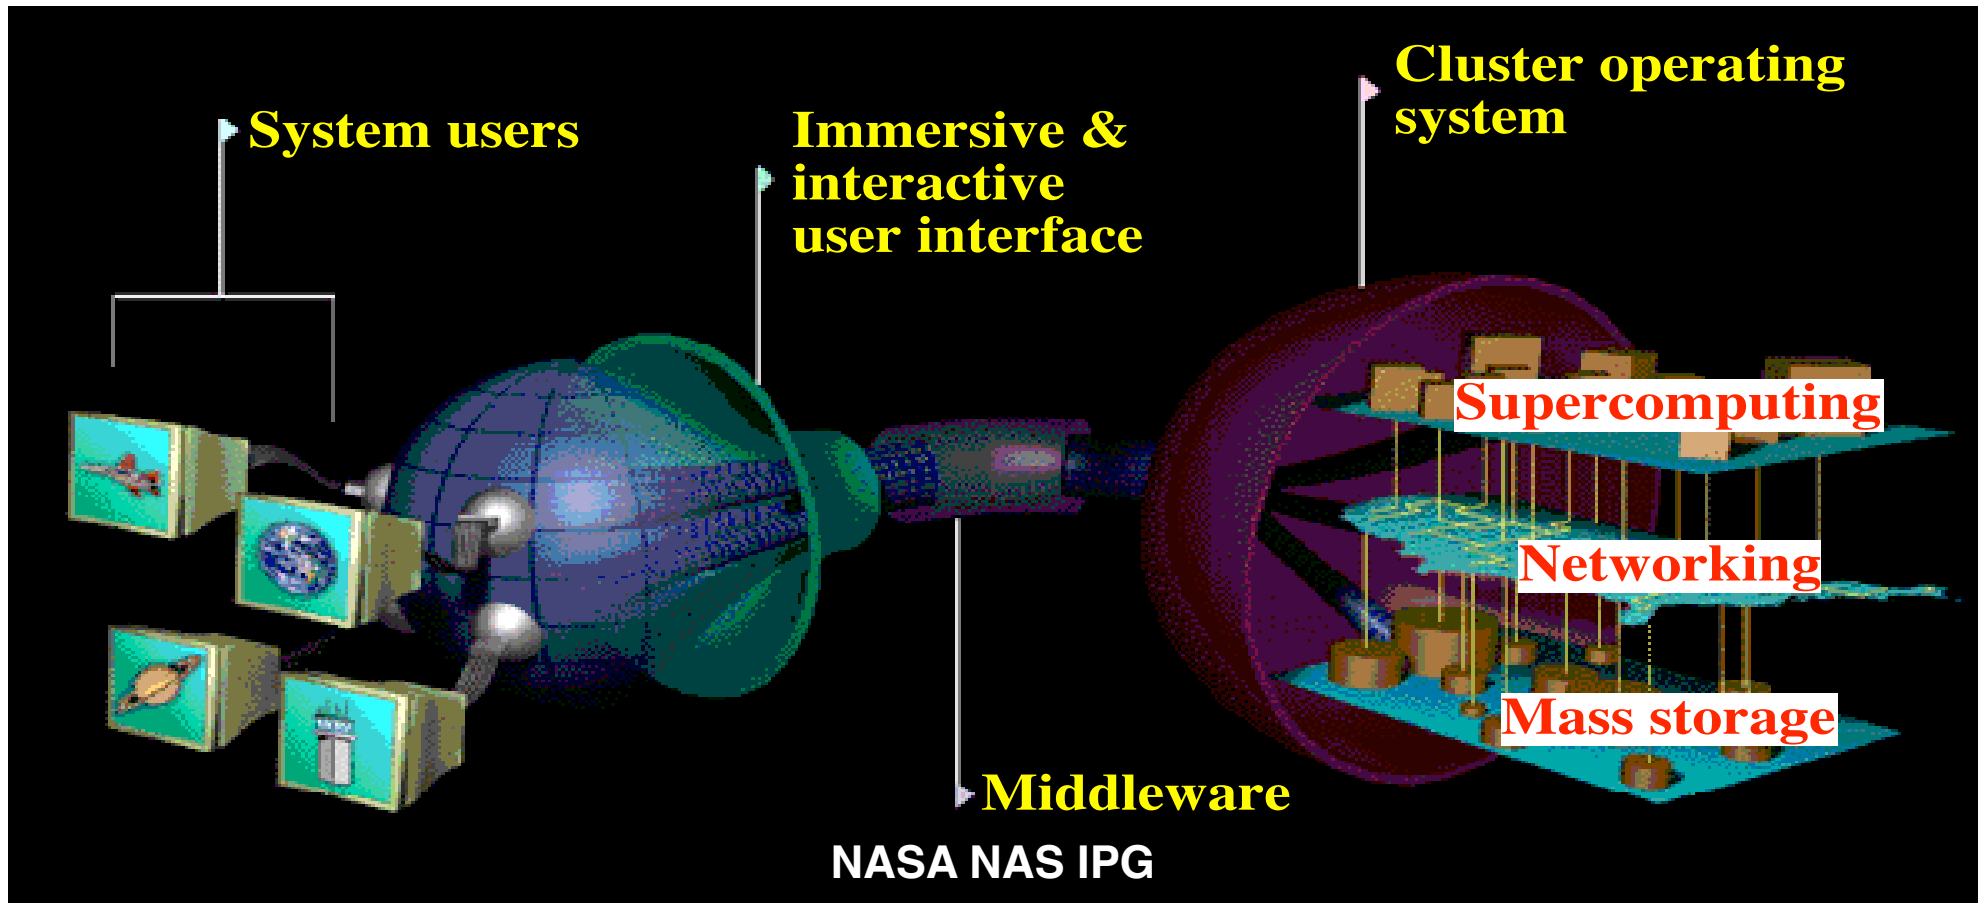 System users
Immersive &
interactive
user interface
Cluster operating
system
Supercomputing
Networking
Mass storage
Middleware
NASA NAS IPG